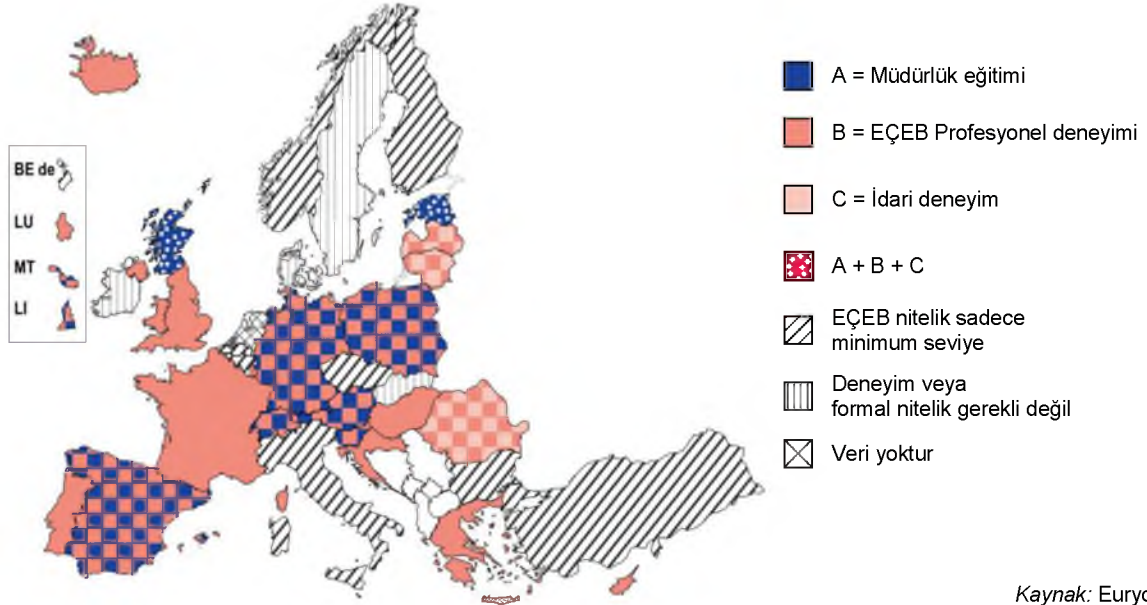 BE de
LU
MT
LI
A = Müdürlük eğitimi
B = EÇEB Profesyonel deneyimi
C = İdari deneyim
A + B + C
EÇEB nitelik sadece
minimum seviye
Deneyim veya
formal nitelik gerekli değil
Veri yoktur
Kaynak: Euryd